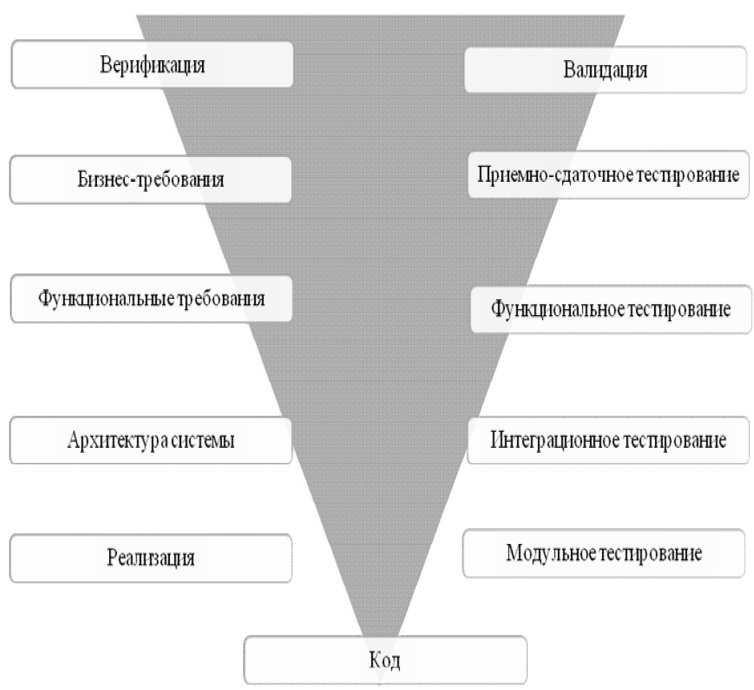 Верификация
Валидация
Бизнес-требования
Приемно-сдаточное тестирование
Функциональные требования
Функциональное тестирование
Архитектура системы
Интеграционное тестирование
Реализация
Модульное тестирование
Код